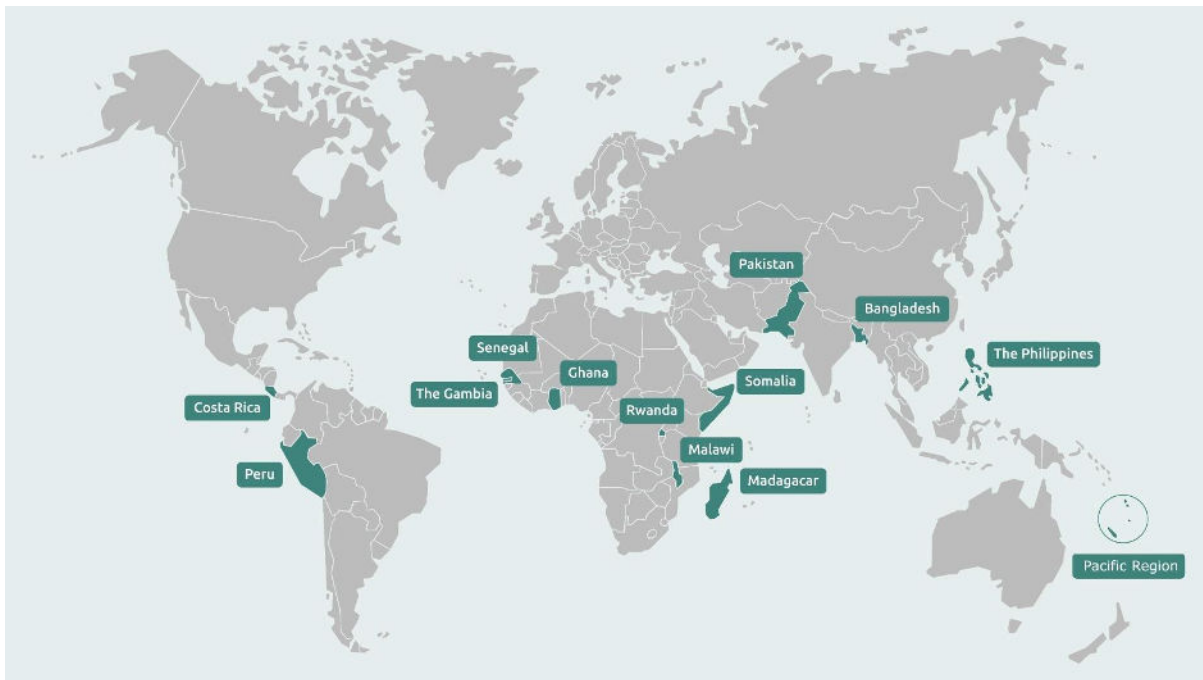 Pakistan
Bangladesh
Senegal
The Philippines
Ghana
Somalia
The Gambia
Costa Rica
Rwanda
Malawi
Peru
Madagacar
Pacific Region